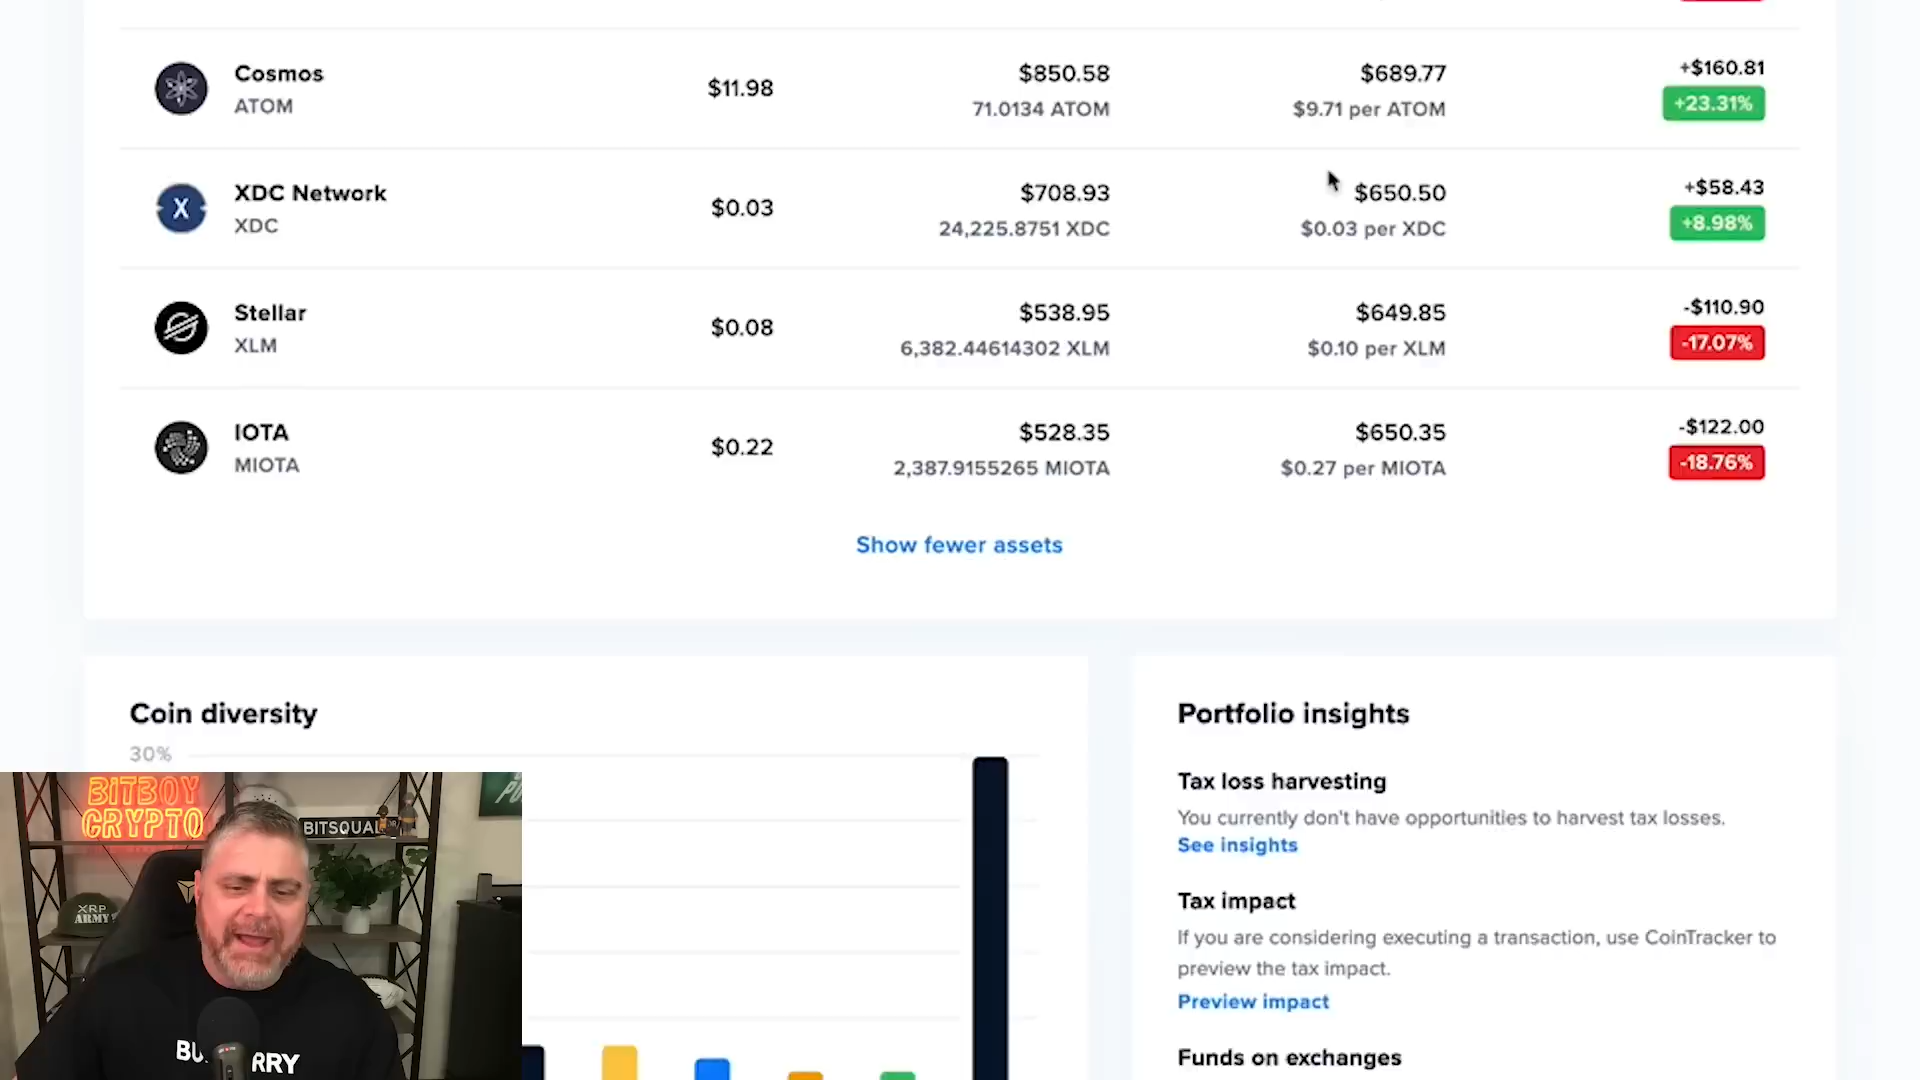 Cosmos
ATOM
$11.98
$850.58
71.0134 ATOM
$689.77
$9.71 per ATOM
+$160.81
+23.31%
X
XDC Network
XDC
$0.03
$708.93
24,225.8751 XDC
$650.50
$0.03 per XDC
+$58.43
+8.98%
Stellar
XLM
$0.08
$538.95
6,382.44614302 XLM
$649.85
$0.10 per XLM
-$110.90
-17.07%
IOTA
MIOTA
$0.22
$528.35
2,387.9155265 MIOTA
$650.35
$0.27 per MIOTA
-$122.00
-18.76%
Show fewer assets
Coin diversity
30%
Portfolio insights
Tax loss harvesting
You currently don't have opportunities to harvest tax losses.
See insights
Tax impact
If you are considering executing a transaction, use CoinTracker to
preview the tax impact.
Preview impact
Funds on exchanges
BITBOY
CRYPTO
XRP
ARMY